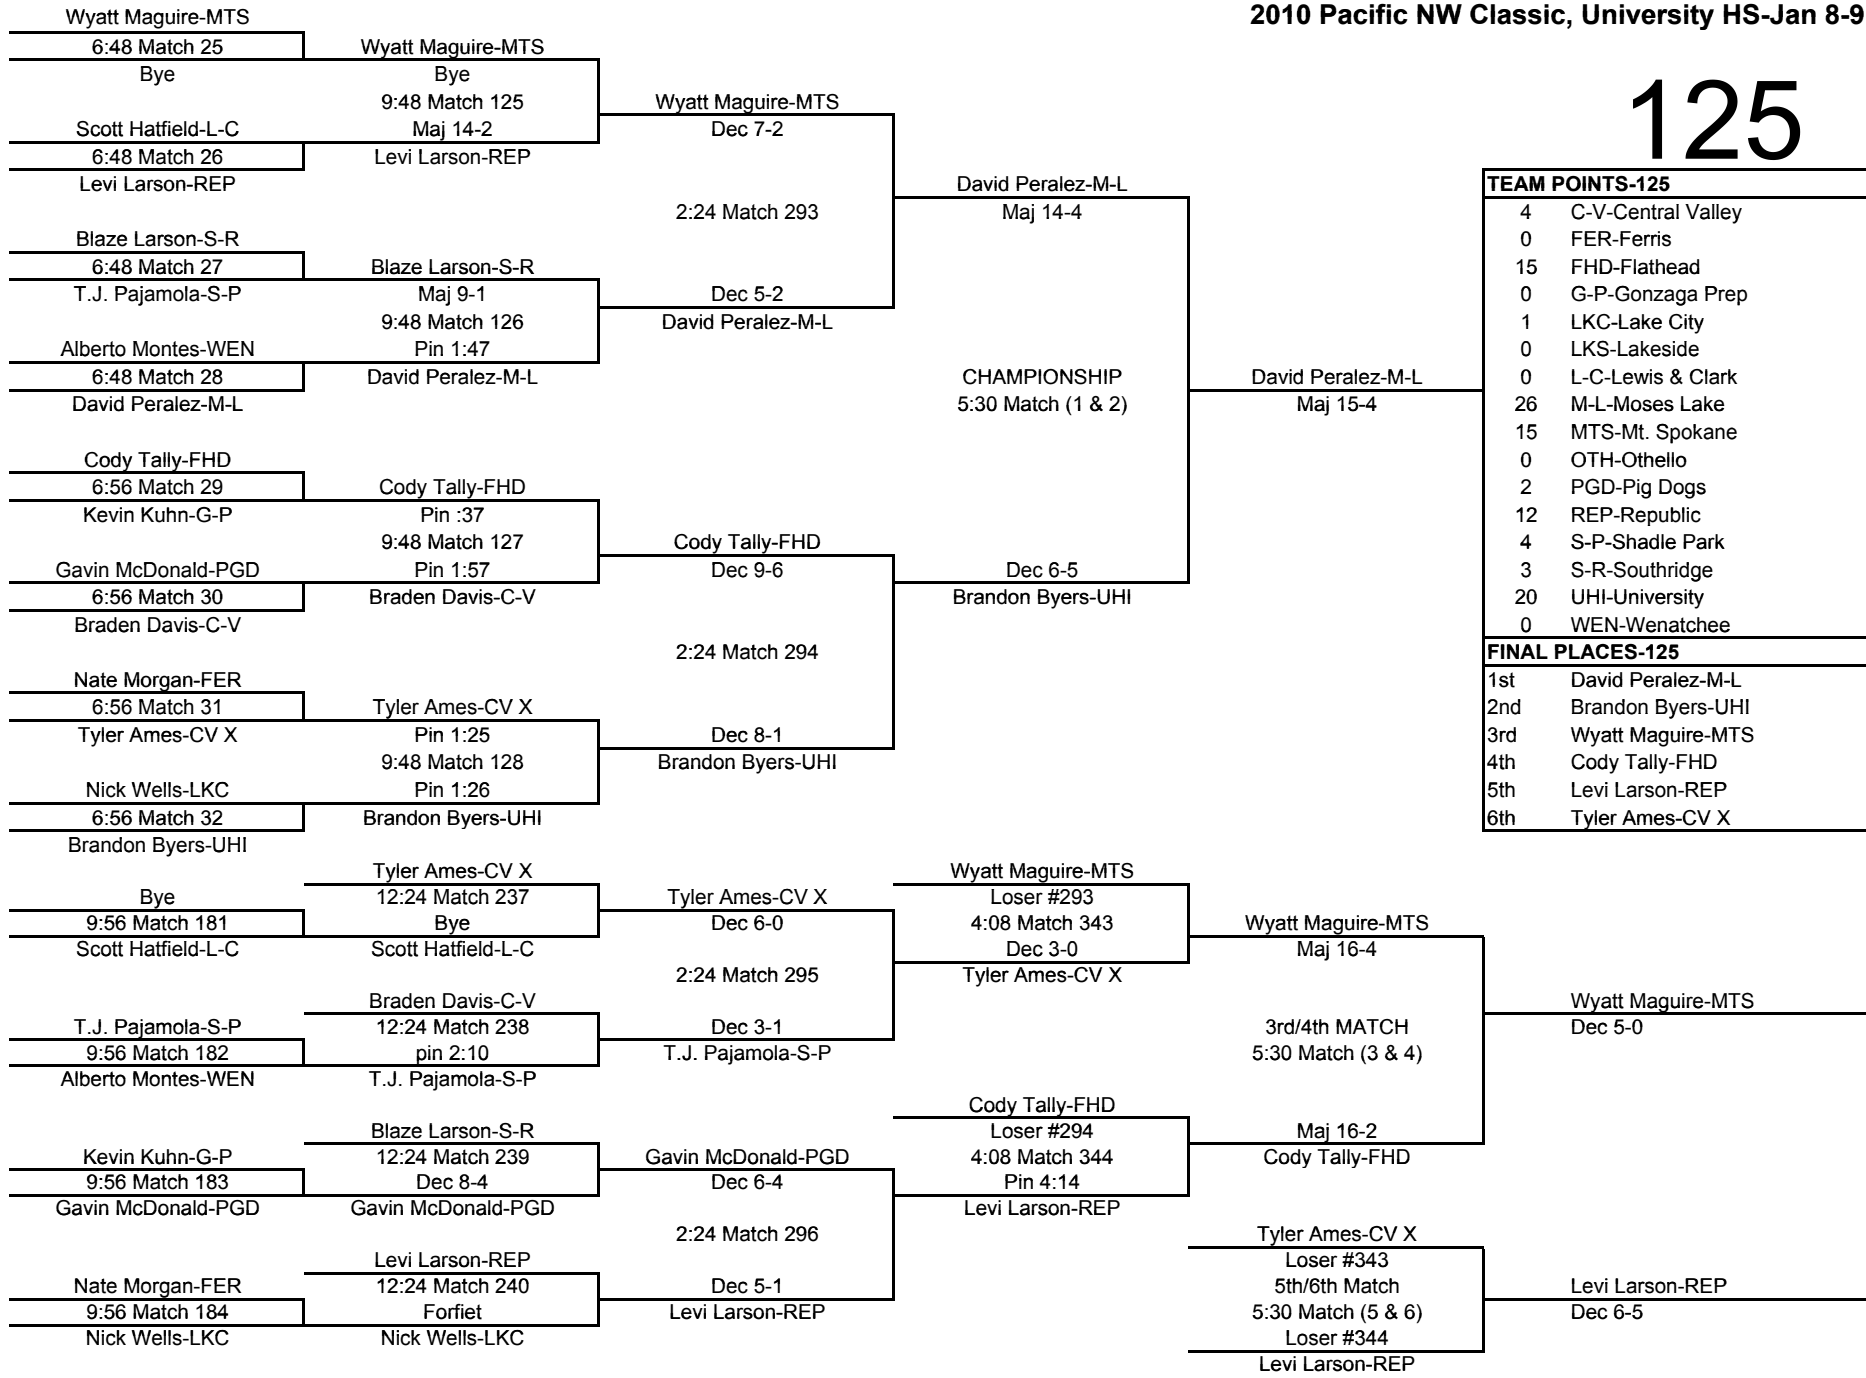 2010 Pacific NW Classic, University HS-Jan 8-9
125
Wyatt Maguire-MTS
6:48 Match 25
Bye
Scott Hatfield-L-C
6:48 Match 26
Levi Larson-REP
Blaze Larson-S-R
6:48 Match 27
T.J. Pajamola-S-P
Alberto Montes-WEN
6:48 Match 28
David Peralez-M-L
Cody Tally-FHD
6:56 Match 29
Kevin Kuhn-G-P
Gavin McDonald-PGD
6:56 Match 30
Braden Davis-C-V
Nate Morgan-FER
6:56 Match 31
Tyler Ames-CV X
Nick Wells-LKC
6:56 Match 32
Brandon Byers-UHI
Wyatt Maguire-MTS
Bye
9:48 Match 125
Maj 14-2
Levi Larson-REP
Blaze Larson-S-R
Maj 9-1
9:48 Match 126
Pin 1:47
David Peralez-M-L
Cody Tally-FHD
Pin :37
9:48 Match 127
Pin 1:57
Braden Davis-C-V
Tyler Ames-CV X
Pin 1:25
9:48 Match 128
Pin 1:26
Brandon Byers-UHI
Wyatt Maguire-MTS
Dec 7-2
2:24 Match 293
Dec 5-2
David Peralez-M-L
Cody Tally-FHD
Dec 9-6
2:24 Match 294
Dec 8-1
Brandon Byers-UHI
David Peralez-M-L
Maj 14-4
CHAMPIONSHIP
5:30 Match (1 & 2)
Dec 6-5
Brandon Byers-UHI
David Peralez-M-L
Maj 15-4
TEAM POINTS-125
4 C-V-Central Valley
0 FER-Ferris
15 FHD-Flathead
0 G-P-Gonzaga Prep
1 LKC-Lake City
0 LKS-Lakeside
0 L-C-Lewis & Clark
26 M-L-Moses Lake
15 MTS-Mt. Spokane
0 OTH-Othello
2 PGD-Pig Dogs
12 REP-Republic
4 S-P-Shadle Park
3 S-R-Southridge
20 UHI-University
0 WEN-Wenatchee
FINAL PLACES-125
1st David Peralez-M-L
2nd Brandon Byers-UHI
3rd Wyatt Maguire-MTS
4th Cody Tally-FHD
5th Levi Larson-REP
6th Tyler Ames-CV X
Bye
9:56 Match 181
Scott Hatfield-L-C
T.J. Pajamola-S-P
9:56 Match 182
Alberto Montes-WEN
Kevin Kuhn-G-P
9:56 Match 183
Gavin McDonald-PGD
Nate Morgan-FER
9:56 Match 184
Nick Wells-LKC
Tyler Ames-CV X
12:24 Match 237
Bye
Scott Hatfield-L-C
Braden Davis-C-V
12:24 Match 238
pin 2:10
T.J. Pajamola-S-P
Blaze Larson-S-R
12:24 Match 239
Dec 8-4
Gavin McDonald-PGD
Levi Larson-REP
12:24 Match 240
Forfiet
Nick Wells-LKC
Tyler Ames-CV X
Dec 6-0
2:24 Match 295
Dec 3-1
T.J. Pajamola-S-P
Gavin McDonald-PGD
Dec 6-4
2:24 Match 296
Dec 5-1
Levi Larson-REP
Wyatt Maguire-MTS
Loser #293
4:08 Match 343
Dec 3-0
Tyler Ames-CV X
Cody Tally-FHD
Loser #294
4:08 Match 344
Pin 4:14
Levi Larson-REP
Wyatt Maguire-MTS
Maj 16-4
3rd/4th MATCH
5:30 Match (3 & 4)
Maj 16-2
Cody Tally-FHD
Tyler Ames-CV X
Loser #343
5th/6th Match
5:30 Match (5 & 6)
Loser #344
Levi Larson-REP
Wyatt Maguire-MTS
Dec 5-0
Levi Larson-REP
Dec 6-5